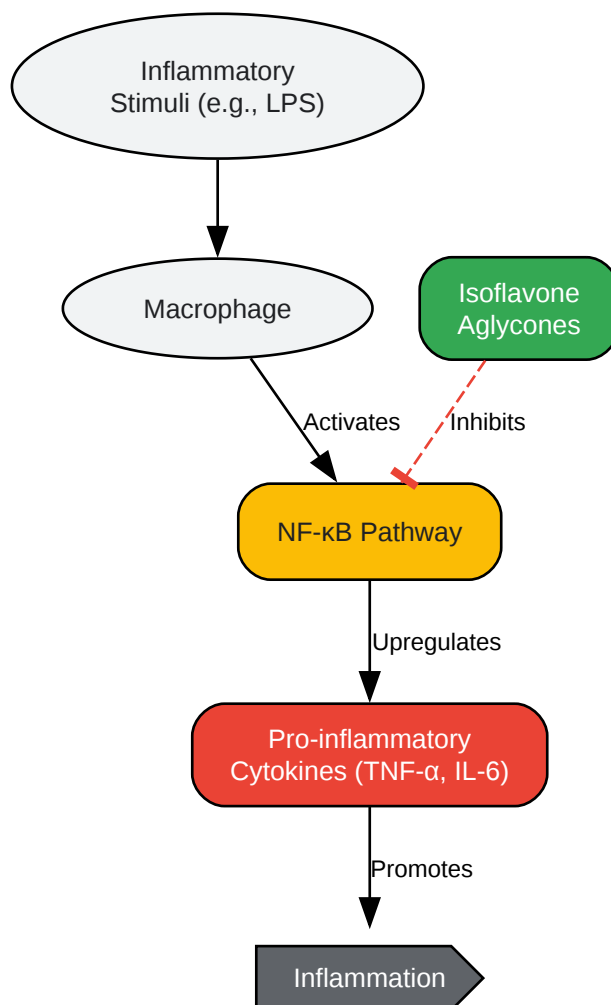 Inflammatory
Stimuli (e.g., LPS)
Macrophage
Isoflavone
Aglycones
Activates
Inhibits
NF-κB Pathway
Upregulates
Pro-inflammatory
Cytokines (TNF-α, IL-6)
Promotes
Inflammation